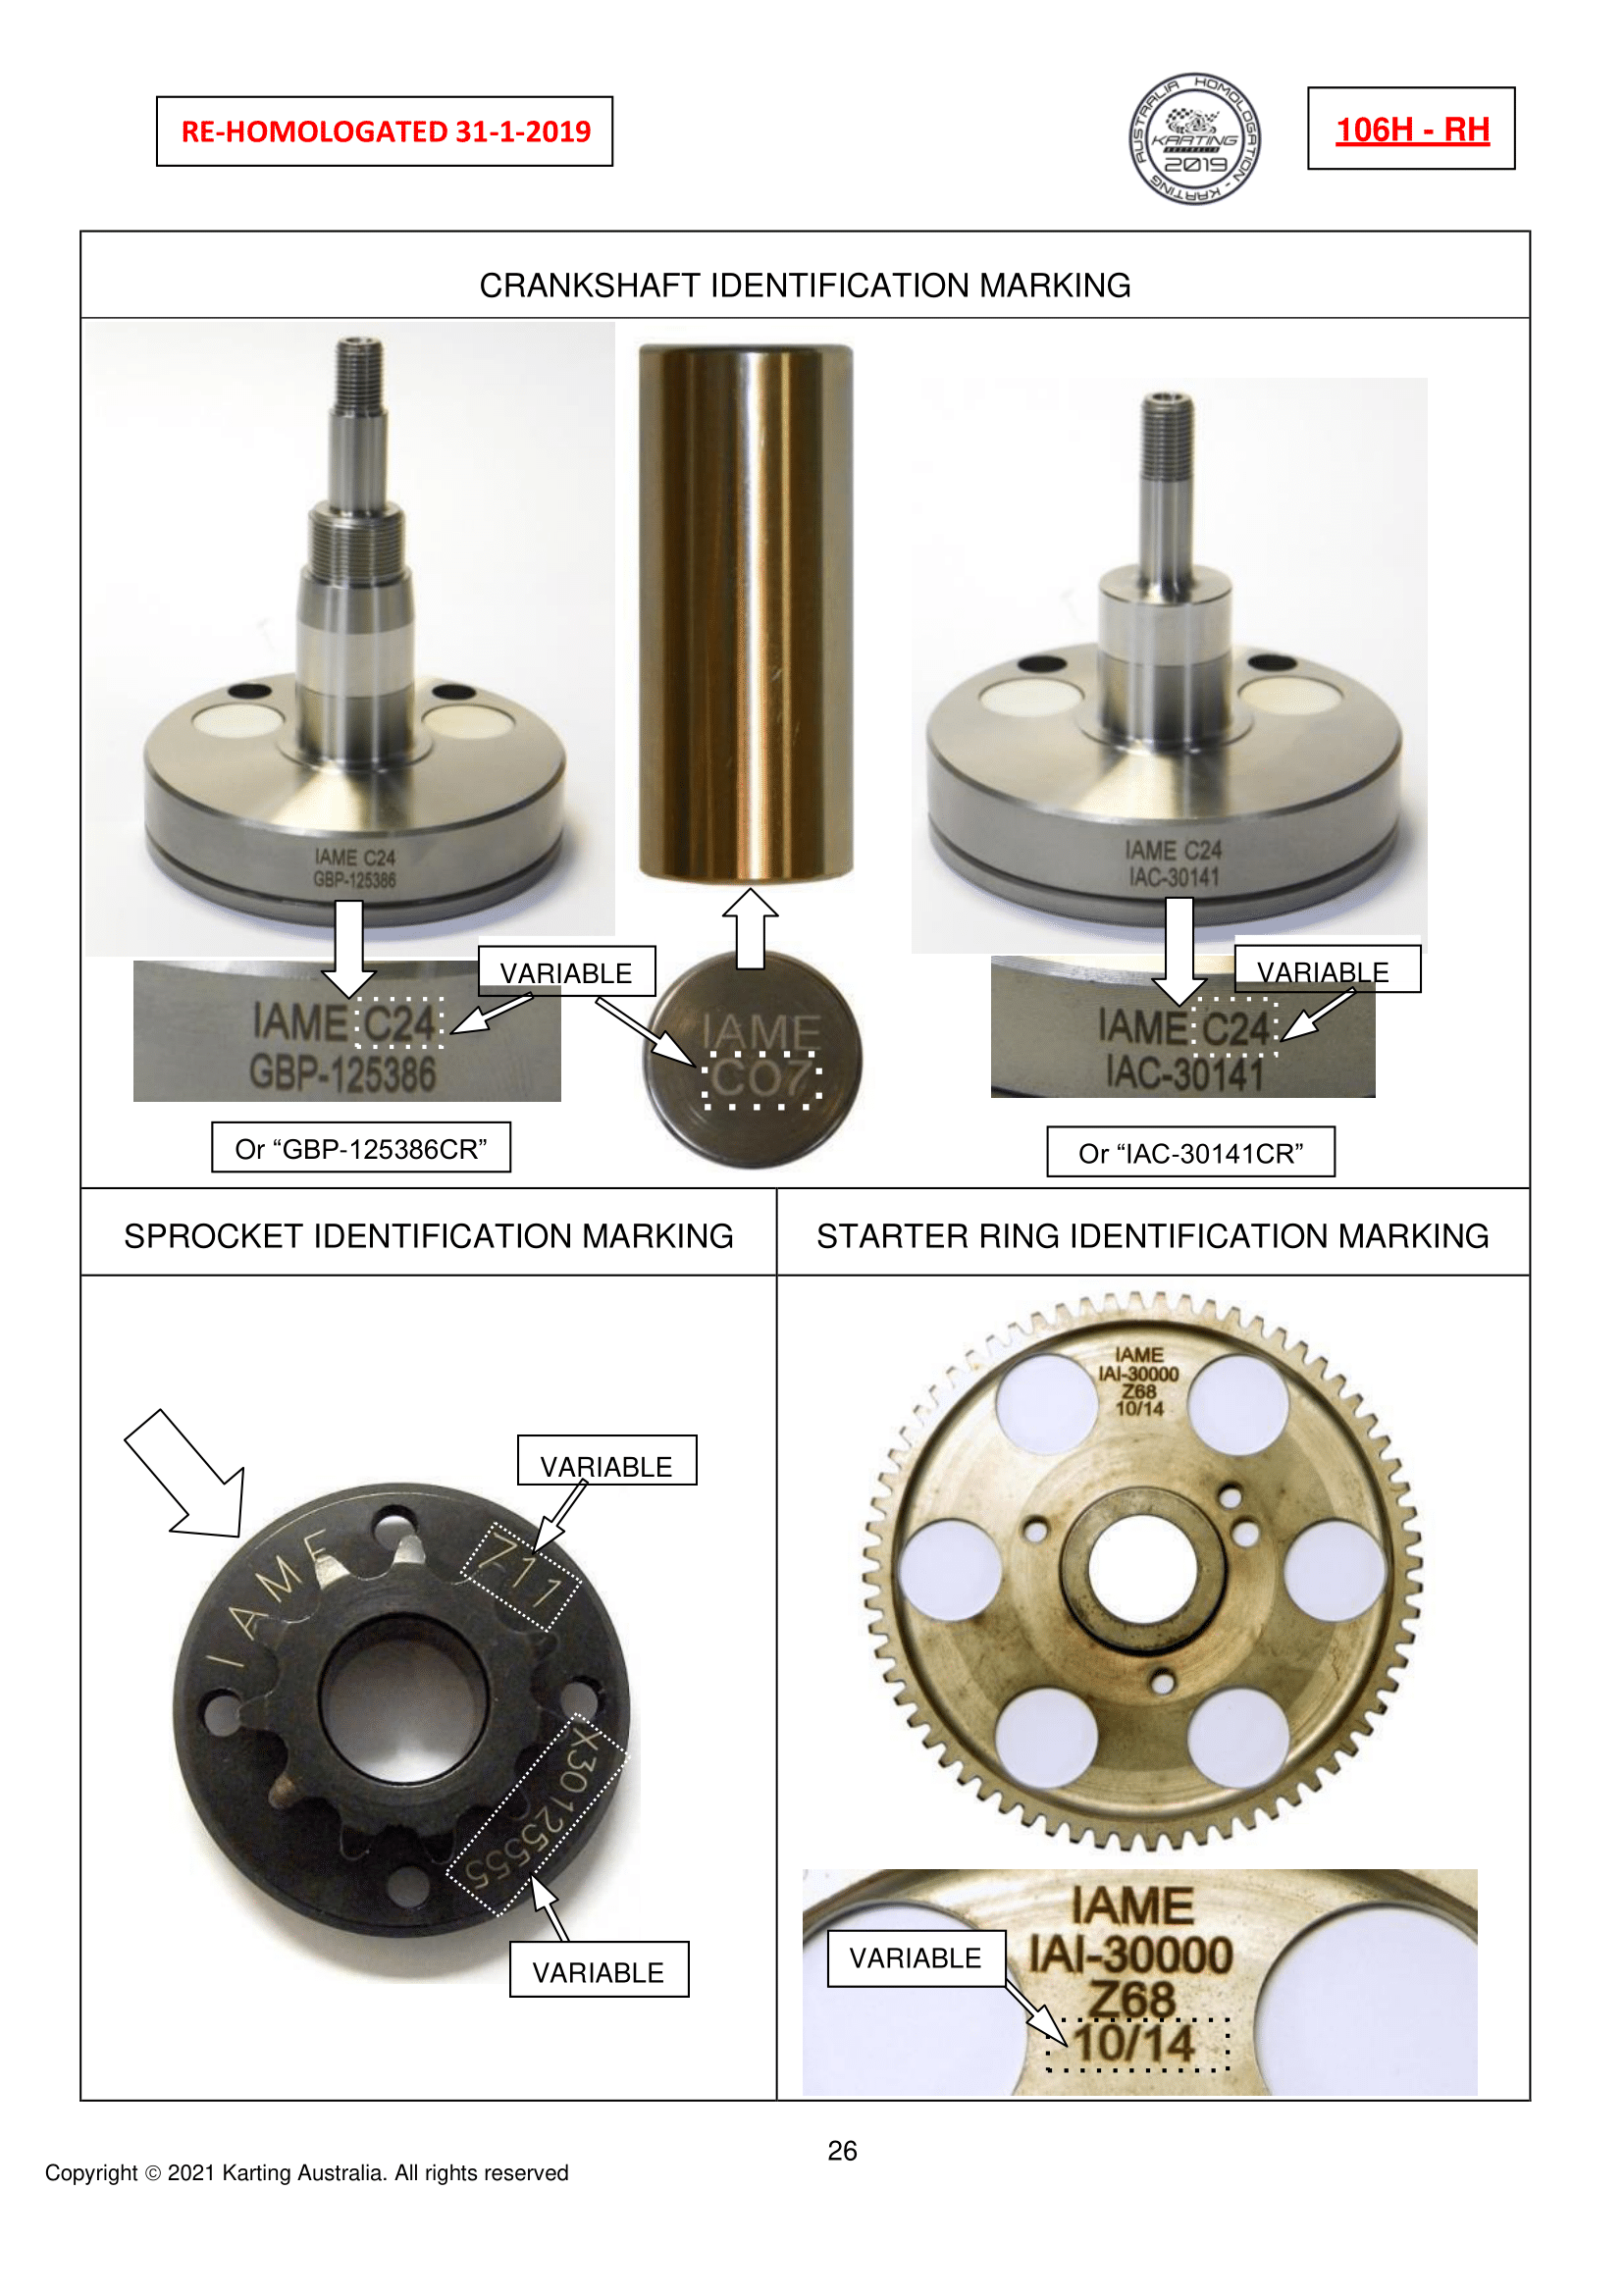 RE-HOMOLOGATED 31-1-2019
AUSTRALIA HOMOLOGATION - KARTING
KARTING
AUSTRALIA
2019
106H - RH
CRANKSHAFT IDENTIFICATION MARKING
IAME C24
GBP-125386
IAME C24
IAC-30141
VARIABLE
VARIABLE
IAME C24
GBP-125386
IAME
C07
IAME C24
IAC-30141
Or “GBP-125386CR”
Or “IAC-30141CR”
SPROCKET IDENTIFICATION MARKING
STARTER RING IDENTIFICATION MARKING
VARIABLE
IAME
711
X30125555
VARIABLE
IAME
IAI-30000
Z68
10/14
VARIABLE
IAME
IAI-30000
Z68
10/14
26
Copyright © 2021 Karting Australia. All rights reserved